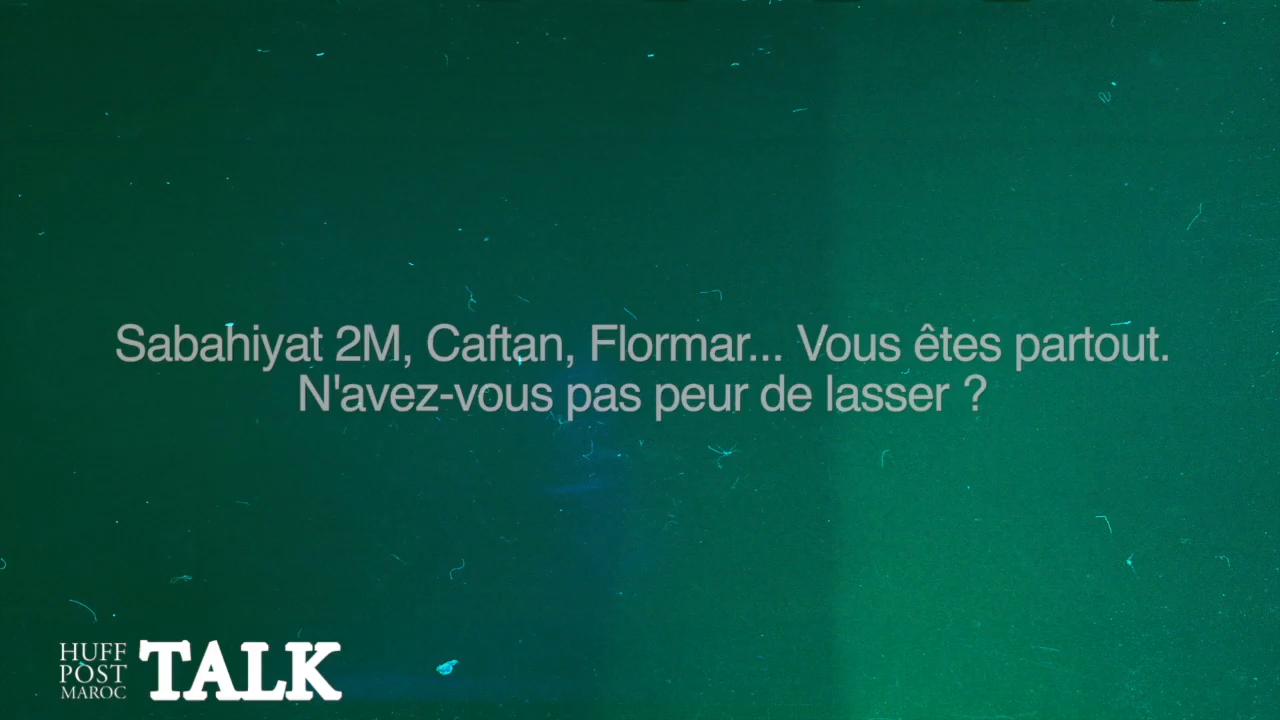 Sabahiyat 2M, Caftan, Flormar... Vous êtes partout.
N'avez-vous pas peur de lasser ?
HUFF
POST
MAROC
TALK